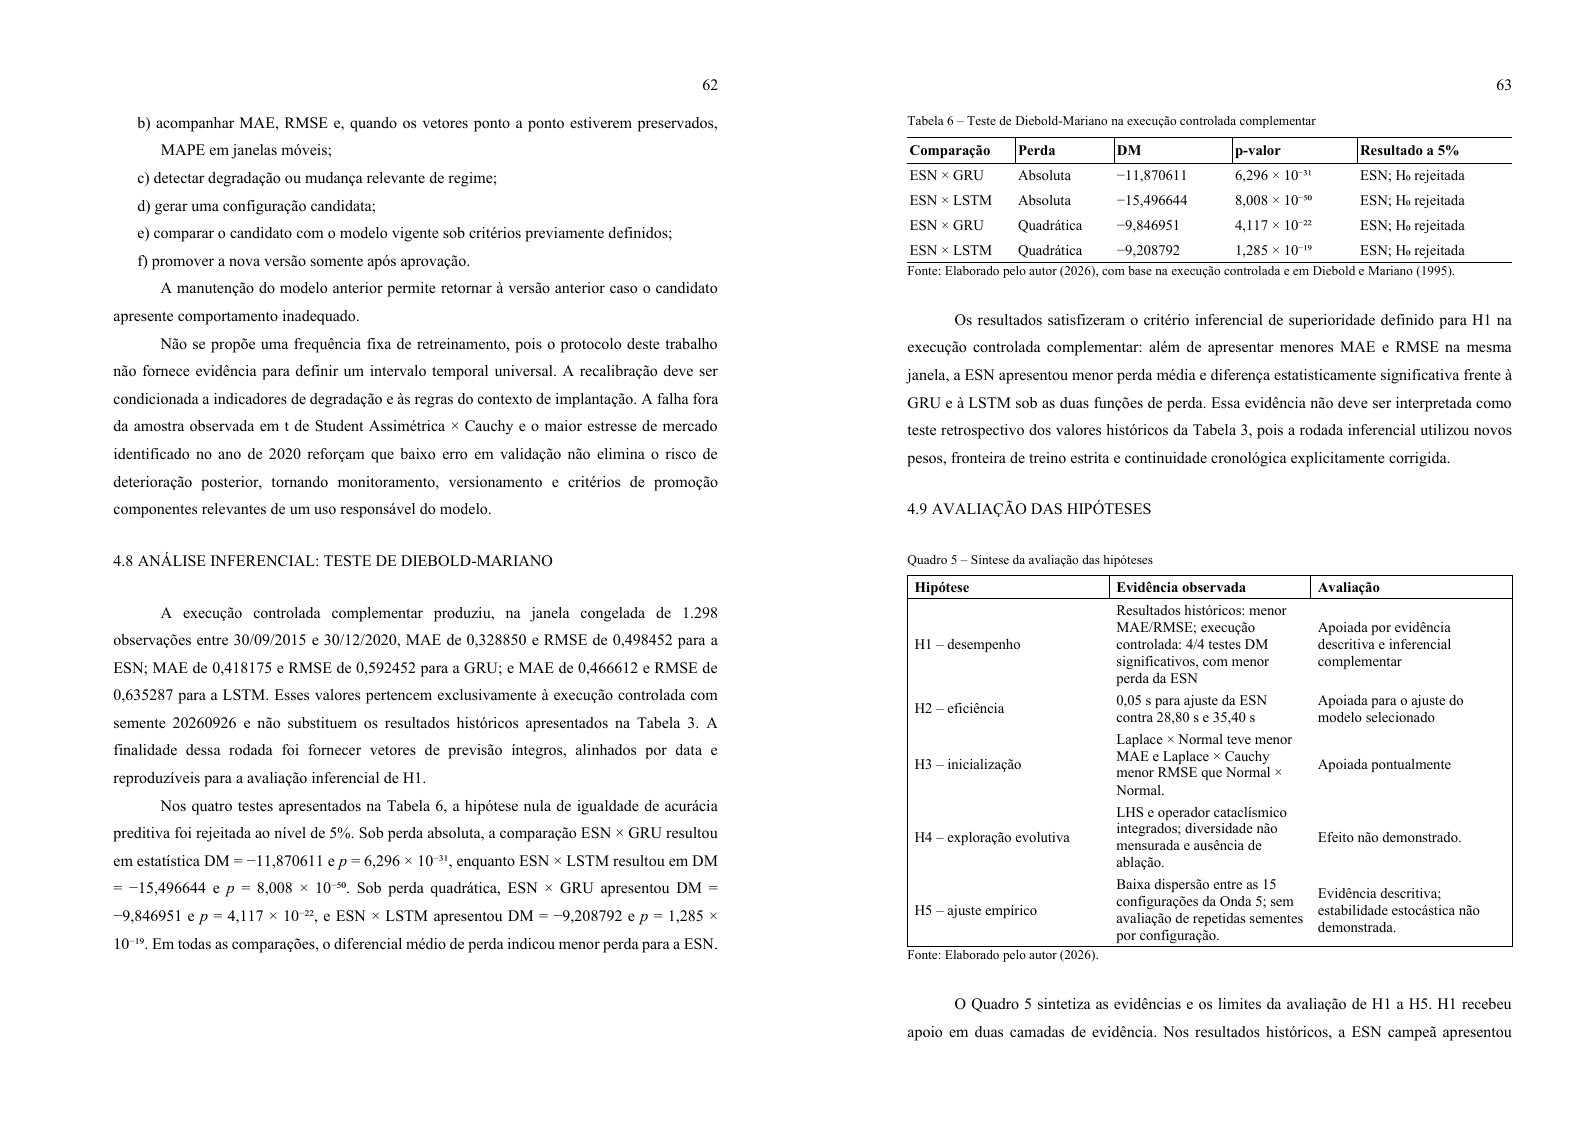 62
b) acompanhar MAE, RMSE e, quando os vetores ponto a ponto estiverem preservados,
MAPE em janelas móveis;
c) detectar degradação ou mudança relevante de regime;
d) gerar uma configuração candidata;
e) comparar o candidato com o modelo vigente sob critérios previamente definidos;
f) promover a nova versão somente após aprovação.
A manutenção do modelo anterior permite retornar à versão anterior caso o candidato
apresente comportamento inadequado.
Não se propõe uma frequência fixa de retreinamento, pois o protocolo deste trabalho
não fornece evidência para definir um intervalo temporal universal. A recalibração deve ser
condicionada a indicadores de degradação e às regras do contexto de implantação. A falha fora
da amostra observada em t de Student Assimétrica × Cauchy e o maior estresse de mercado
identificado no ano de 2020 reforçam que baixo erro em validação não elimina o risco de
deterioração posterior, tornando monitoramento, versionamento e critérios de promoção
componentes relevantes de um uso responsável do modelo.
4.8 ANÁLISE INFERENCIAL: TESTE DE DIEBOLD-MARIANO
A execução controlada complementar produziu, na janela congelada de 1.298
observações entre 30/09/2015 e 30/12/2020, MAE de 0,328850 e RMSE de 0,498452 para a
ESN; MAE de 0,418175 e RMSE de 0,592452 para a GRU; e MAE de 0,466612 e RMSE de
0,635287 para a LSTM. Esses valores pertencem exclusivamente à execução controlada com
semente 20260926 e não substituem os resultados históricos apresentados na Tabela 3. A
finalidade dessa rodada foi fornecer vetores de previsão íntegros, alinhados por data e
reproduzíveis para a avaliação inferencial de H1.
Nos quatro testes apresentados na Tabela 6, a hipótese nula de igualdade de acurácia
preditiva foi rejeitada ao nível de 5%. Sob perda absoluta, a comparação ESN × GRU resultou
em estatística DM = −11,870611 e p = 6,296 × 10⁻³¹, enquanto ESN × LSTM resultou em DM
= −15,496644 e p = 8,008 × 10⁻⁵⁰. Sob perda quadrática, ESN × GRU apresentou DM =
−9,846951 e p = 4,117 × 10⁻²², e ESN × LSTM apresentou DM = −9,208792 e p = 1,285 ×
10⁻¹⁹. Em todas as comparações, o diferencial médio de perda indicou menor perda para a ESN.
63
Tabela 6 – Teste de Diebold-Mariano na execução controlada complementar
Comparação Perda DM p-valor Resultado a 5%
ESN × GRU Absoluta −11,870611 6,296 × 10⁻³¹ ESN; H₀ rejeitada
ESN × LSTM Absoluta −15,496644 8,008 × 10⁻⁵⁰ ESN; H₀ rejeitada
ESN × GRU Quadrática −9,846951 4,117 × 10⁻²² ESN; H₀ rejeitada
ESN × LSTM Quadrática −9,208792 1,285 × 10⁻¹⁹ ESN; H₀ rejeitada
Fonte: Elaborado pelo autor (2026), com base na execução controlada e em Diebold e Mariano (1995).
Os resultados satisfizeram o critério inferencial de superioridade definido para H1 na
execução controlada complementar: além de apresentar menores MAE e RMSE na mesma
janela, a ESN apresentou menor perda média e diferença estatisticamente significativa frente à
GRU e à LSTM sob as duas funções de perda. Essa evidência não deve ser interpretada como
teste retrospectivo dos valores históricos da Tabela 3, pois a rodada inferencial utilizou novos
pesos, fronteira de treino estrita e continuidade cronológica explicitamente corrigida.
4.9 AVALIAÇÃO DAS HIPÓTESES
Quadro 5 – Síntese da avaliação das hipóteses
Hipótese Evidência observada Avaliação
H1 – desempenho
Resultados históricos: menor
MAE/RMSE; execução
controlada: 4/4 testes DM
significativos, com menor
perda da ESN
Apoiada por evidência
descritiva e inferencial
complementar
H2 – eficiência
0,05 s para ajuste da ESN
contra 28,80 s e 35,40 s
Apoiada para o ajuste do
modelo selecionado
H3 – inicialização
Laplace × Normal teve menor
MAE e Laplace × Cauchy
menor RMSE que Normal ×
Normal.
Apoiada pontualmente
H4 – exploração evolutiva
LHS e operador cataclísmico
integrados; diversidade não
mensurada e ausência de
ablação.
Efeito não demonstrado.
H5 – ajuste empírico
Baixa dispersão entre as 15
configurações da Onda 5; sem
avaliação de repetidas sementes
por configuração.
Evidência descritiva;
estabilidade estocástica não
demonstrada.
Fonte: Elaborado pelo autor (2026).
O Quadro 5 sintetiza as evidências e os limites da avaliação de H1 a H5. H1 recebeu
apoio em duas camadas de evidência. Nos resultados históricos, a ESN campeã apresentou